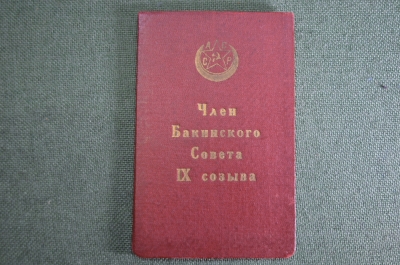 Член
Бакинского
Совета
IX созыва